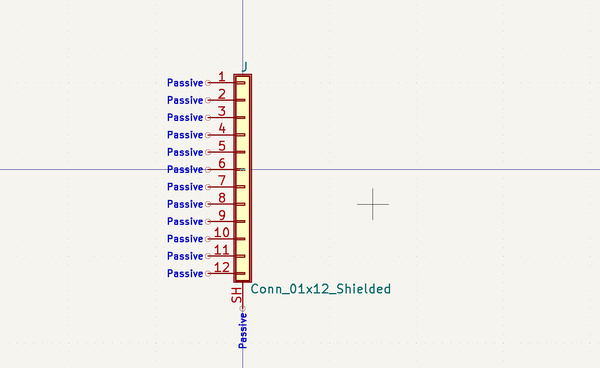 J
Passive 1
Passive 2
Passive 3
Passive 4
Passive 5
Passive 6
Passive 7
Passive 8
Passive 9
Passive 10
Passive 11
Passive 12
Conn_01x12_Shielded
SH
Passive